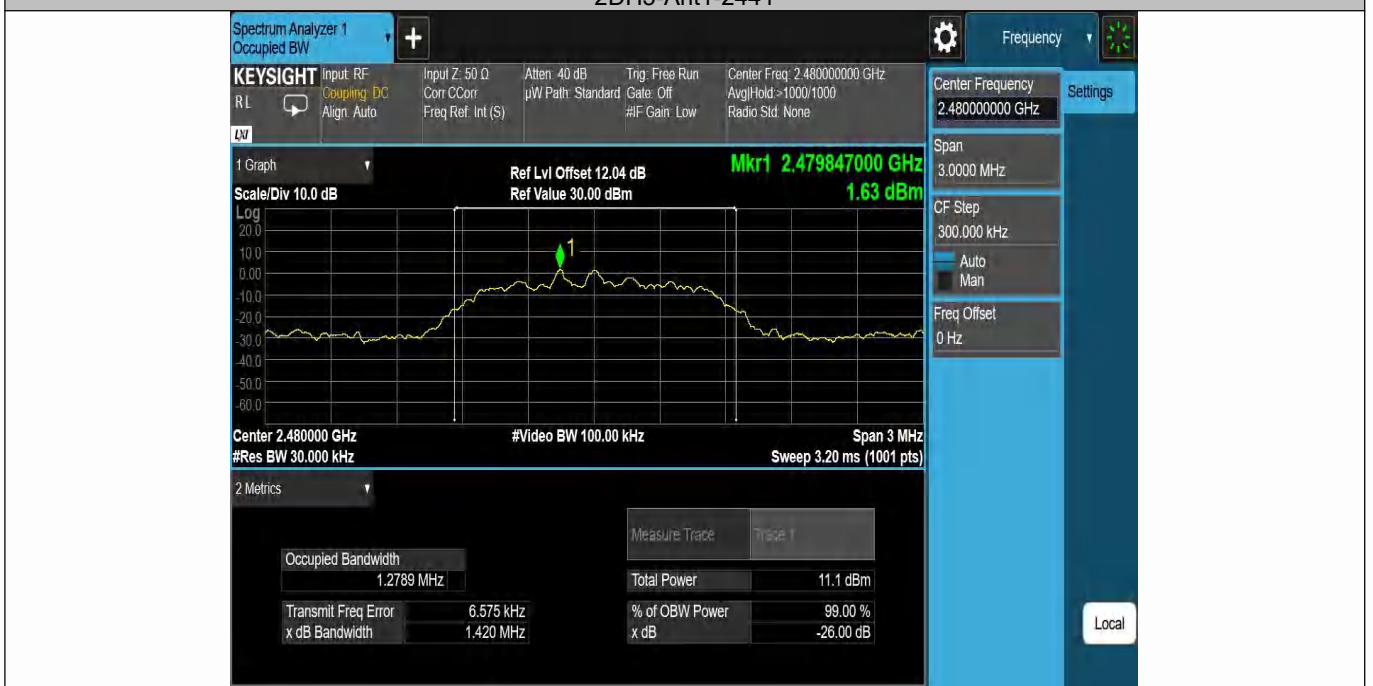 2DH5-Ant1-2441
Spectrum Analyzer 1
Occupied BW
+
Frequency
KEYSIGHT
RL
LXI
Input: RF
Coupling: DC
Align: Auto
Input Z: 50 Ω
Corr CCorr
Freq Ref: Int (S)
Atten: 40 dB
µW Path: Standard
Trig: Free Run
Gate: Off
#IF Gain: Low
Center Freq: 2.480000000 GHz
Avg|Hold:>1000/1000
Radio Std: None
Center Frequency
2.480000000 GHz
Settings
Span
3.0000 MHz
CF Step
300.000 kHz
Auto
Man
Freq Offset
0 Hz
Local
1 Graph
Scale/Div 10.0 dB
Ref Lvl Offset 12.04 dB
Ref Value 30.00 dBm
Mkr1 2.479847000 GHz
1.63 dBm
Log
20.0
10.0
0.00
-10.0
-20.0
-30.0
-40.0
-50.0
-60.0
1
Center 2.480000 GHz
#Res BW 30.000 kHz
#Video BW 100.00 kHz
Span 3 MHz
Sweep 3.20 ms (1001 pts)
2 Metrics
Measure Trace Trace 1
Occupied Bandwidth
1.2789 MHz
Total Power 11.1 dBm
Transmit Freq Error 6.575 kHz
% of OBW Power 99.00 %
x dB Bandwidth 1.420 MHz
x dB -26.00 dB